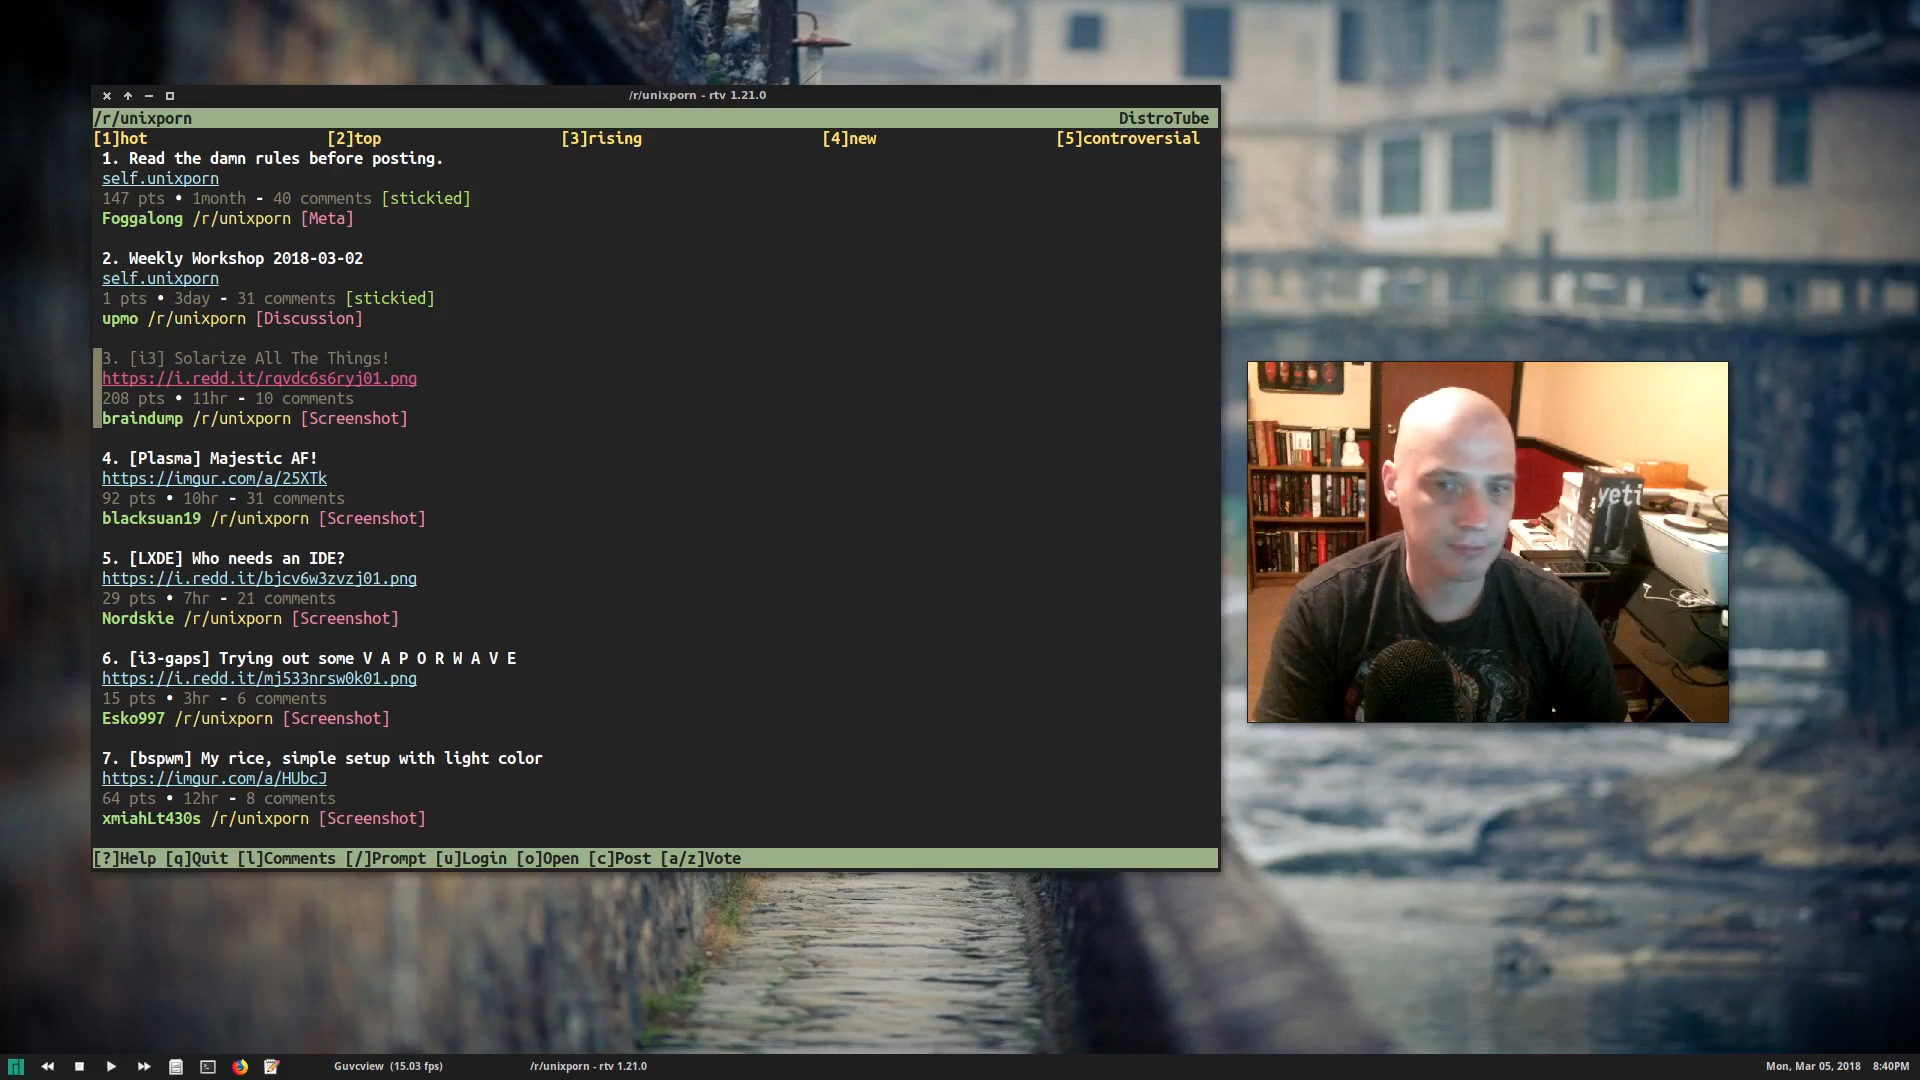 /r/unixporn - rtv 1.21.0
/r/unixporn DistroTube
[1]hot [2]top [3]rising [4]new [5]controversial
1. Read the damn rules before posting.
self.unixporn
147 pts • 1month - 40 comments [stickied]
Foggalong /r/unixporn [Meta]
2. Weekly Workshop 2018-03-02
self.unixporn
1 pts • 3day - 31 comments [stickied]
upmo /r/unixporn [Discussion]
3. [i3] Solarize All The Things!
https://i.redd.it/rqvdc6s6ryj01.png
208 pts • 11hr - 10 comments
braindump /r/unixporn [Screenshot]
4. [Plasma] Majestic AF!
https://imgur.com/a/25XTk
92 pts • 10hr - 31 comments
blacksuan19 /r/unixporn [Screenshot]
5. [LXDE] Who needs an IDE?
https://i.redd.it/bjcv6w3zvzj01.png
29 pts • 7hr - 21 comments
Nordskie /r/unixporn [Screenshot]
6. [i3-gaps] Trying out some V A P O R W A V E
https://i.redd.it/mj533nrsw0k01.png
15 pts • 3hr - 6 comments
Esko997 /r/unixporn [Screenshot]
7. [bspwm] My rice, simple setup with light color
https://imgur.com/a/HUbcJ
64 pts • 12hr - 8 comments
xmiahLt430s /r/unixporn [Screenshot]
[?]Help [q]Quit [l]Comments [/]Prompt [u]Login [o]Open [c]Post [a/z]Vote
yeti
Guvcview (15.03 fps) /r/unixporn - rtv 1.21.0 Mon, Mar 05, 2018 8:40PM